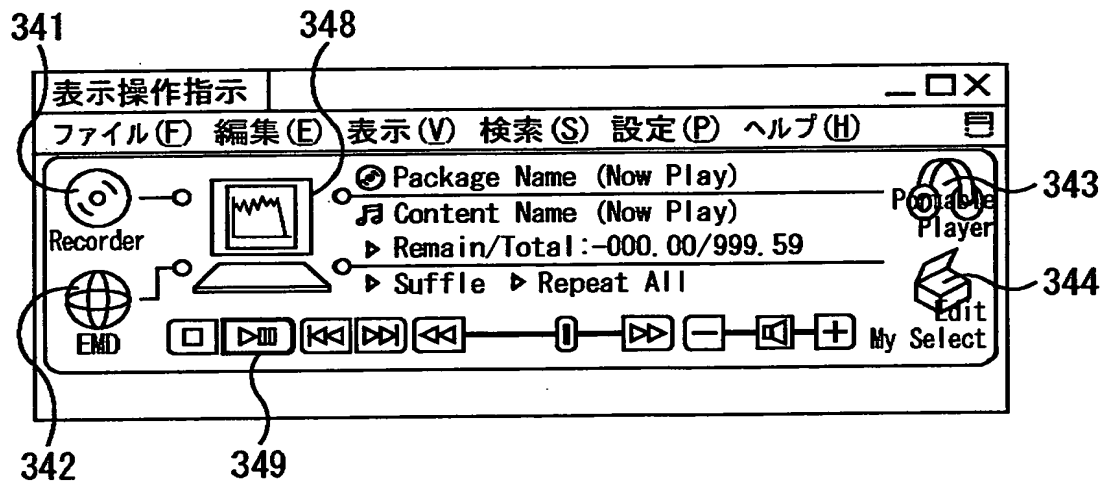 341
348
表示操作指示
ファイル(F) 編集(E) 表示(V) 検索(S) 設定(P) ヘルプ(H)
Package Name (Now Play)
Content Name (Now Play)
Remain/Total:-000.00/999.59
Suffle Repeat All
Recorder
EMD
Portable
Player
Edit
My Select
343
344
342
349